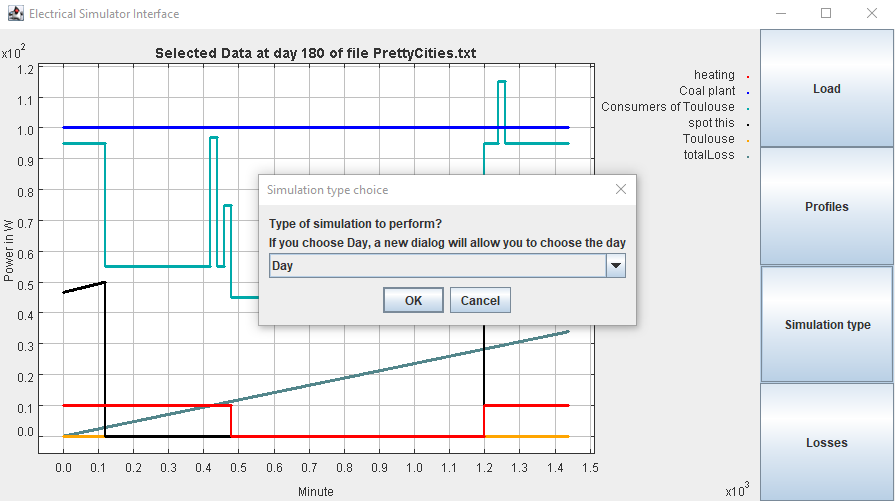 Electrical Simulator Interface
x10²
Selected Data at day 180 of file PrettyCities.txt
1.2
1.1
1.0
0.9
0.8
0.7
0.6
0.5
0.4
0.3
0.2
0.1
0.0
Power in W
0.0 0.1 0.2 0.3 0.4 0.5 0.6 0.7 0.8 0.9 1.0 1.1 1.2 1.3 1.4 1.5
Minute
x10³
heating
Coal plant
Consumers of Toulouse
spot this
Toulouse
totalLoss
Simulation type choice
Type of simulation to perform?
If you choose Day, a new dialog will allow you to choose the day
Day
OK Cancel
Load
Profiles
Simulation type
Losses